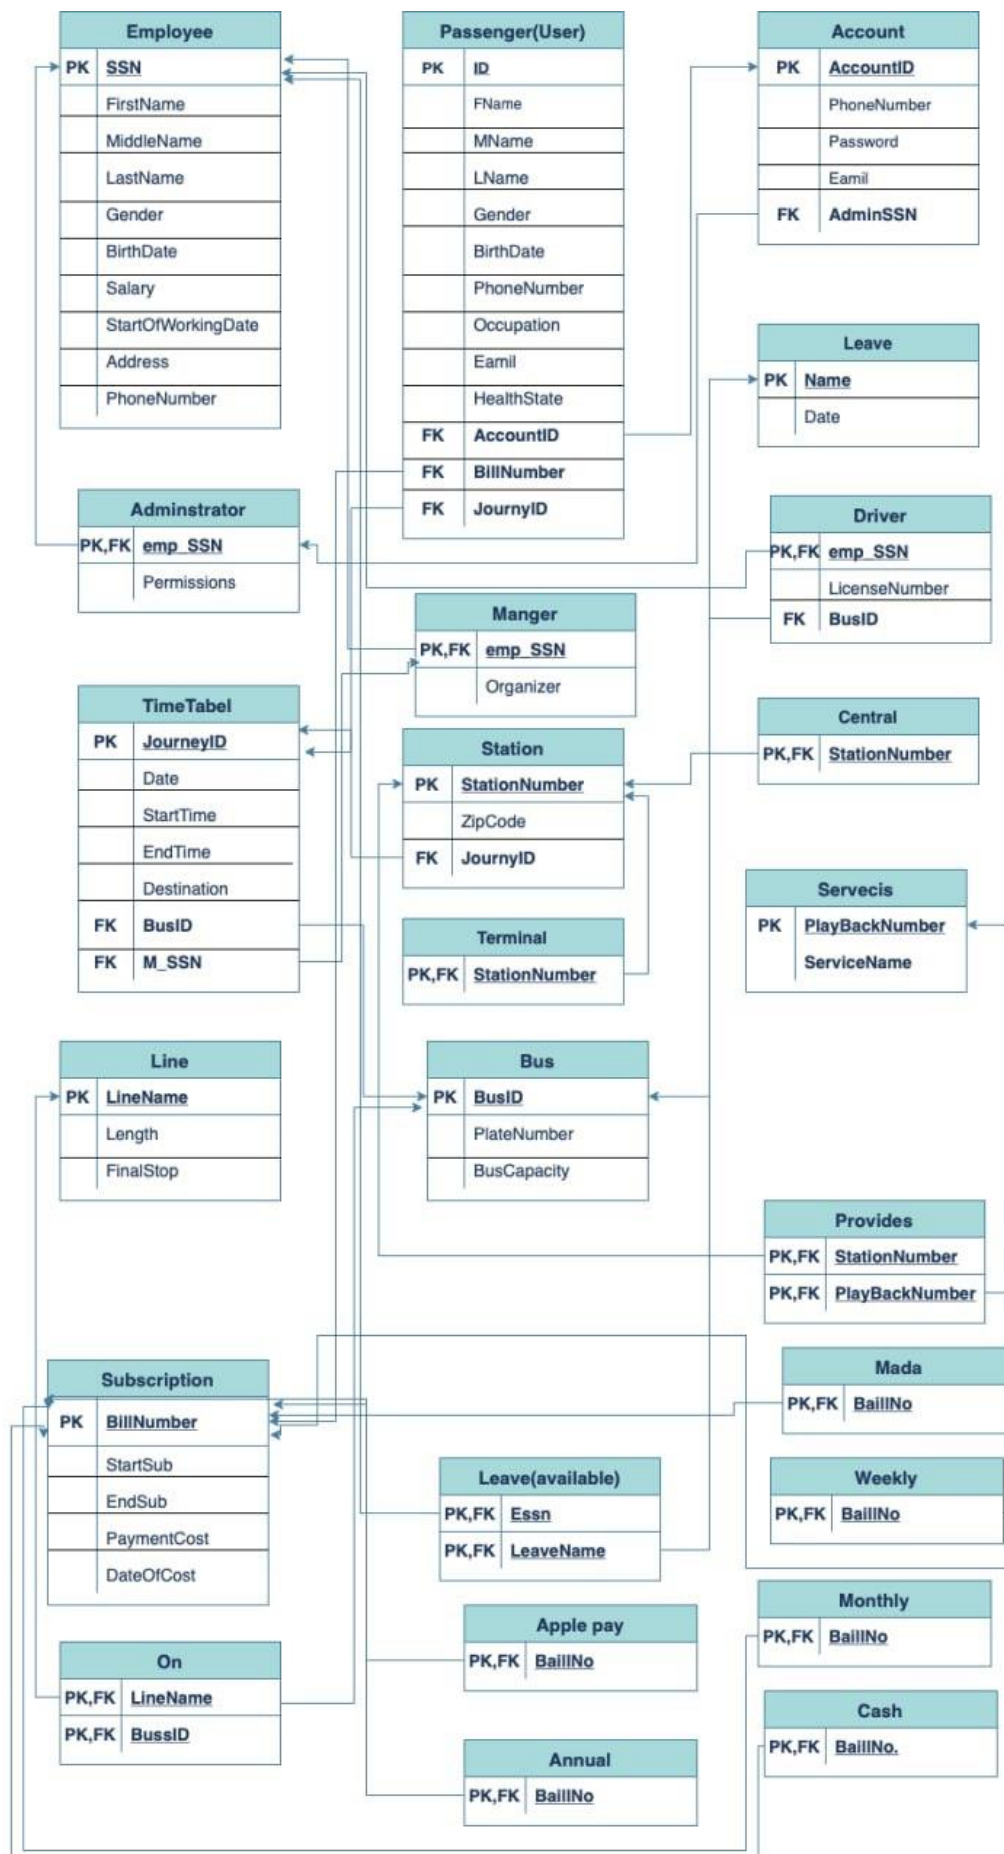 Employee
PK SSN
FirstName
MiddleName
LastName
Gender
BirthDate
Salary
StartOfWorkingDate
Address
PhoneNumber
Passenger(User)
PK ID
FName
MName
LName
Gender
BirthDate
PhoneNumber
Occupation
Eamil
HealthState
FK AccountID
FK BillNumber
FK JournyID
Account
PK AccountID
PhoneNumber
Password
Eamil
FK AdminSSN
Leave
PK Name
Date
Adminstrator
PK,FK emp_SSN
Permissions
Driver
PK,FK emp_SSN
LicenseNumber
FK BusID
Manger
PK,FK emp_SSN
Organizer
TimeTabel
PK JourneyID
Date
StartTime
EndTime
Destination
FK BusID
FK M_SSN
Station
PK StationNumber
ZipCode
FK JournyID
Central
PK,FK StationNumber
Terminal
PK,FK StationNumber
Servecis
PK PlayBackNumber
ServiceName
Line
PK LineName
Length
FinalStop
Bus
PK BusID
PlateNumber
BusCapacity
Provides
PK,FK StationNumber
PK,FK PlayBackNumber
Subscription
PK BillNumber
StartSub
EndSub
PaymentCost
DateOfCost
Mada
PK,FK BaillNo
Leave(available)
PK,FK Essn
PK,FK LeaveName
Weekly
PK,FK BaillNo
Apple pay
PK,FK BaillNo
Monthly
PK,FK BaillNo
On
PK,FK LineName
PK,FK BussID
Cash
PK,FK BaillNo.
Annual
PK,FK BaillNo